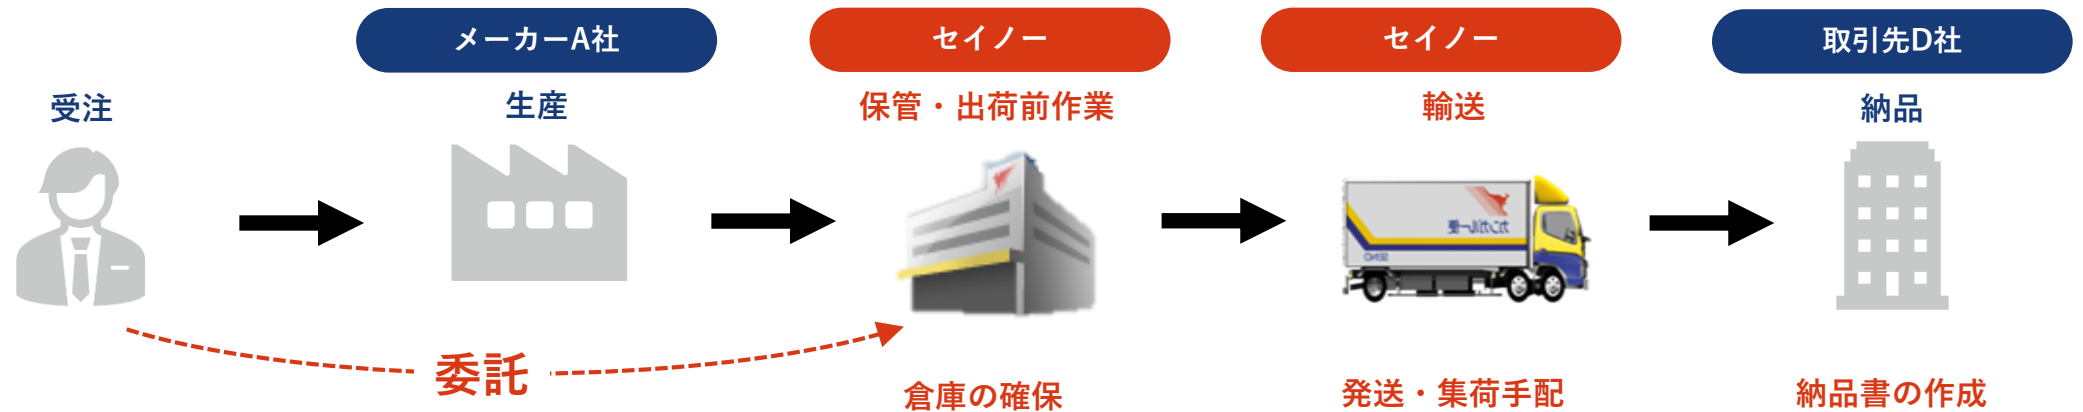 メーカーA社
セイノー
セイノー
取引先D社
受注
生産
保管・出荷前作業
輸送
納品
委託
倉庫の確保
発送・集荷手配
納品書の作成